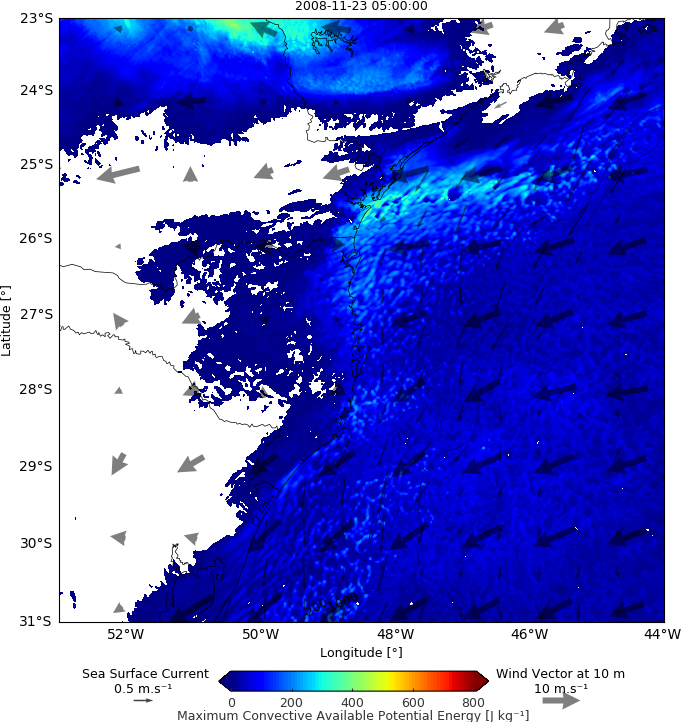 2008-11-23 05:00:00
23°S
24°S
25°S
26°S
27°S
28°S
29°S
30°S
31°S
Latitude [°]
52°W 50°W 48°W 46°W 44°W
Longitude [°]
Sea Surface Current
0.5 m.s⁻¹
Wind Vector at 10 m
10 m.s⁻¹
0 200 400 600 800
Maximum Convective Available Potential Energy [J kg⁻¹]